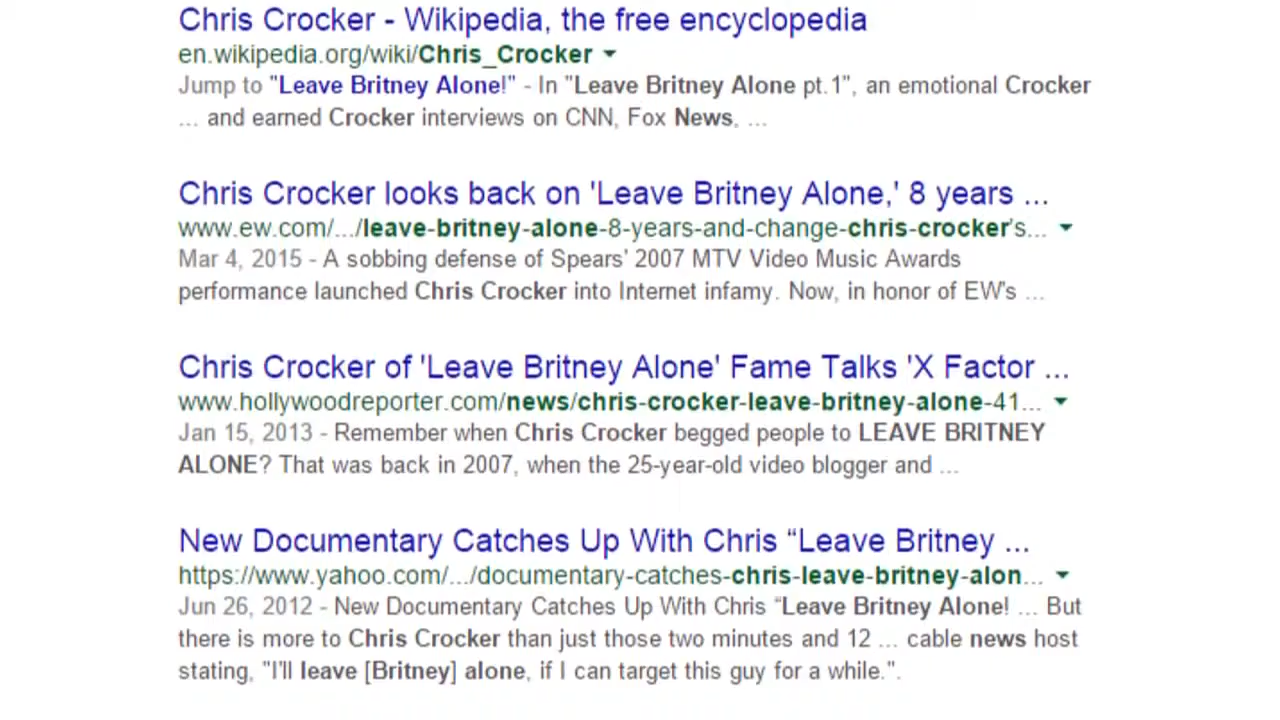 Chris Crocker - Wikipedia, the free encyclopedia
en.wikipedia.org/wiki/Chris_Crocker
Jump to "Leave Britney Alone!" - In "Leave Britney Alone pt.1", an emotional Crocker
... and earned Crocker interviews on CNN, Fox News, ...
Chris Crocker looks back on 'Leave Britney Alone,' 8 years ...
www.ew.com/.../leave-britney-alone-8-years-and-change-chris-crocker's...
Mar 4, 2015 - A sobbing defense of Spears' 2007 MTV Video Music Awards
performance launched Chris Crocker into Internet infamy. Now, in honor of EW's ...
Chris Crocker of 'Leave Britney Alone' Fame Talks 'X Factor ...
www.hollywoodreporter.com/news/chris-crocker-leave-britney-alone-41...
Jan 15, 2013 - Remember when Chris Crocker begged people to LEAVE BRITNEY
ALONE? That was back in 2007, when the 25-year-old video blogger and ...
New Documentary Catches Up With Chris “Leave Britney ...
https://www.yahoo.com/.../documentary-catches-chris-leave-britney-alon...
Jun 26, 2012 - New Documentary Catches Up With Chris “Leave Britney Alone! ... But
there is more to Chris Crocker than just those two minutes and 12 ... cable news host
stating, "I'll leave [Britney] alone, if I can target this guy for a while.".